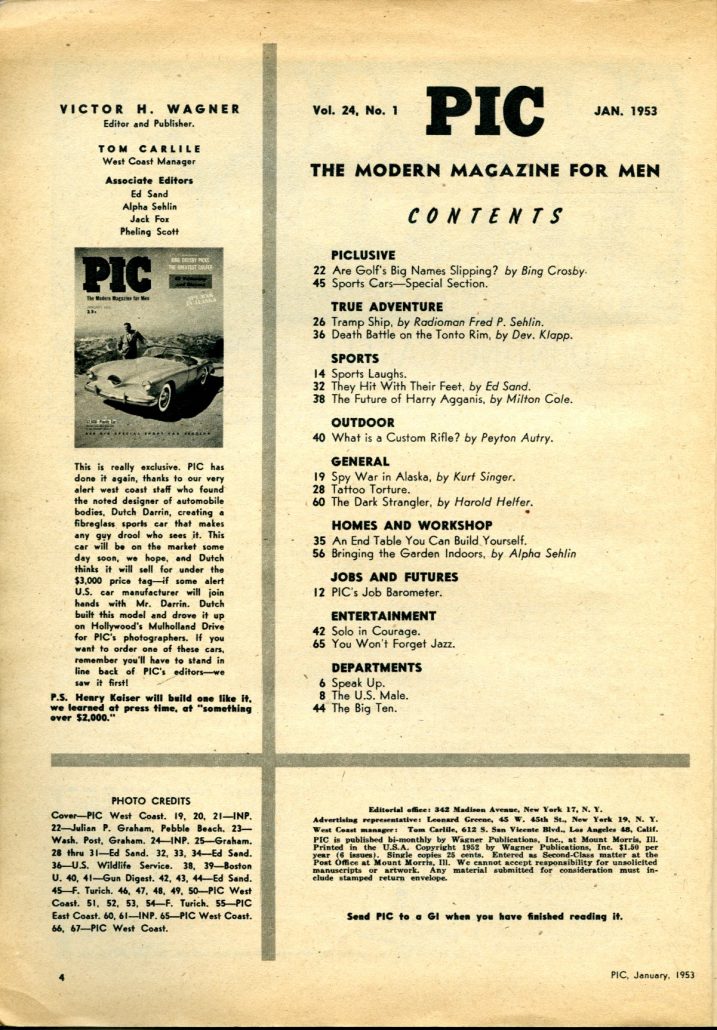 VICTOR H. WAGNER
Editor and Publisher.
TOM CARLILE
West Coast Manager
Associate Editors
Ed Sand
Alpha Sehlin
Jack Fox
Pheling Scott
PIC
BING CROSBY PICKS
THE GREATEST GOLFER
The Modern Magazine for Men
SPY WAR
IN ALASKA
This is really exclusive. PIC has
done it again, thanks to our very
alert west coast staff who found
the noted designer of automobile
bodies, Dutch Darrin, creating a
fibreglass sports car that makes
any guy drool who sees it. This
car will be on the market some
day soon, we hope, and Dutch
thinks it will sell for under the
$3,000 price tag—if some alert
U.S. car manufacturer will join
hands with Mr. Darrin. Dutch
built this model and drove it up
on Hollywood's Mulholland Drive
for PIC's photographers. If you
want to order one of these cars,
remember you'll have to stand in
line back of PIC's editors—we
saw it first!
P.S. Henry Kaiser will build one like it,
we learned at press time, at "something
over $2,000."
Vol. 24, No. 1
PIC
JAN. 1953
THE MODERN MAGAZINE FOR MEN
CONTENTS
PICLUSIVE
22 Are Golf's Big Names Slipping? by Bing Crosby.
45 Sports Cars—Special Section.
TRUE ADVENTURE
26 Tramp Ship, by Radioman Fred P. Sehlin.
36 Death Battle on the Tonto Rim, by Dev. Klapp.
SPORTS
14 Sports Laughs.
32 They Hit With Their Feet, by Ed Sand.
38 The Future of Harry Agganis, by Milton Cole.
OUTDOOR
40 What is a Custom Rifle? by Peyton Autry.
GENERAL
19 Spy War in Alaska, by Kurt Singer.
28 Tattoo Torture.
60 The Dark Strangler, by Harold Helfer.
HOMES AND WORKSHOP
35 An End Table You Can Build Yourself.
56 Bringing the Garden Indoors, by Alpha Sehlin
JOBS AND FUTURES
12 PIC's Job Barometer.
ENTERTAINMENT
42 Solo in Courage.
65 You Won't Forget Jazz.
DEPARTMENTS
6 Speak Up.
8 The U.S. Male.
44 The Big Ten.
PHOTO CREDITS
Cover—PIC West Coast. 19, 20, 21—INP.
22—Julian P. Graham, Pebble Beach. 23—
Wash. Post, Graham. 24—INP. 25—Graham.
28 thru 31—Ed Sand. 32, 33, 34—Ed Sand.
36—U.S. Wildlife Service. 38, 39—Boston
U. 40, 41—Gun Digest. 42, 43, 44—Ed Sand.
45—F. Turich. 46, 47, 48, 49, 50—PIC West
Coast. 51, 52, 53, 54—F. Turich. 55—PIC
East Coast. 60, 61—INP. 65—PIC West Coast.
66, 67—PIC West Coast.
Editorial office: 342 Madison Avenue, New York 17, N. Y.
Advertising representative: Leonard Greene, 45 W. 45th St., New York 19, N. Y.
West Coast manager: Tom Carlile, 612 S. San Vicente Blvd., Los Angeles 48, Calif.
PIC is published bi-monthly by Wagner Publications, Inc., at Mount Morris, Ill.
Printed in the U.S.A. Copyright 1952 by Wagner Publications, Inc. $1.50 per
year (6 issues). Single copies 25 cents. Entered as Second-Class matter at the
Post Office at Mount Morris, Ill. We cannot accept responsibility for unsolicited
manuscripts or artwork. Any material submitted for consideration must in-
clude stamped return envelope.
Send PIC to a GI when you have finished reading it.
4
PIC, January, 1953